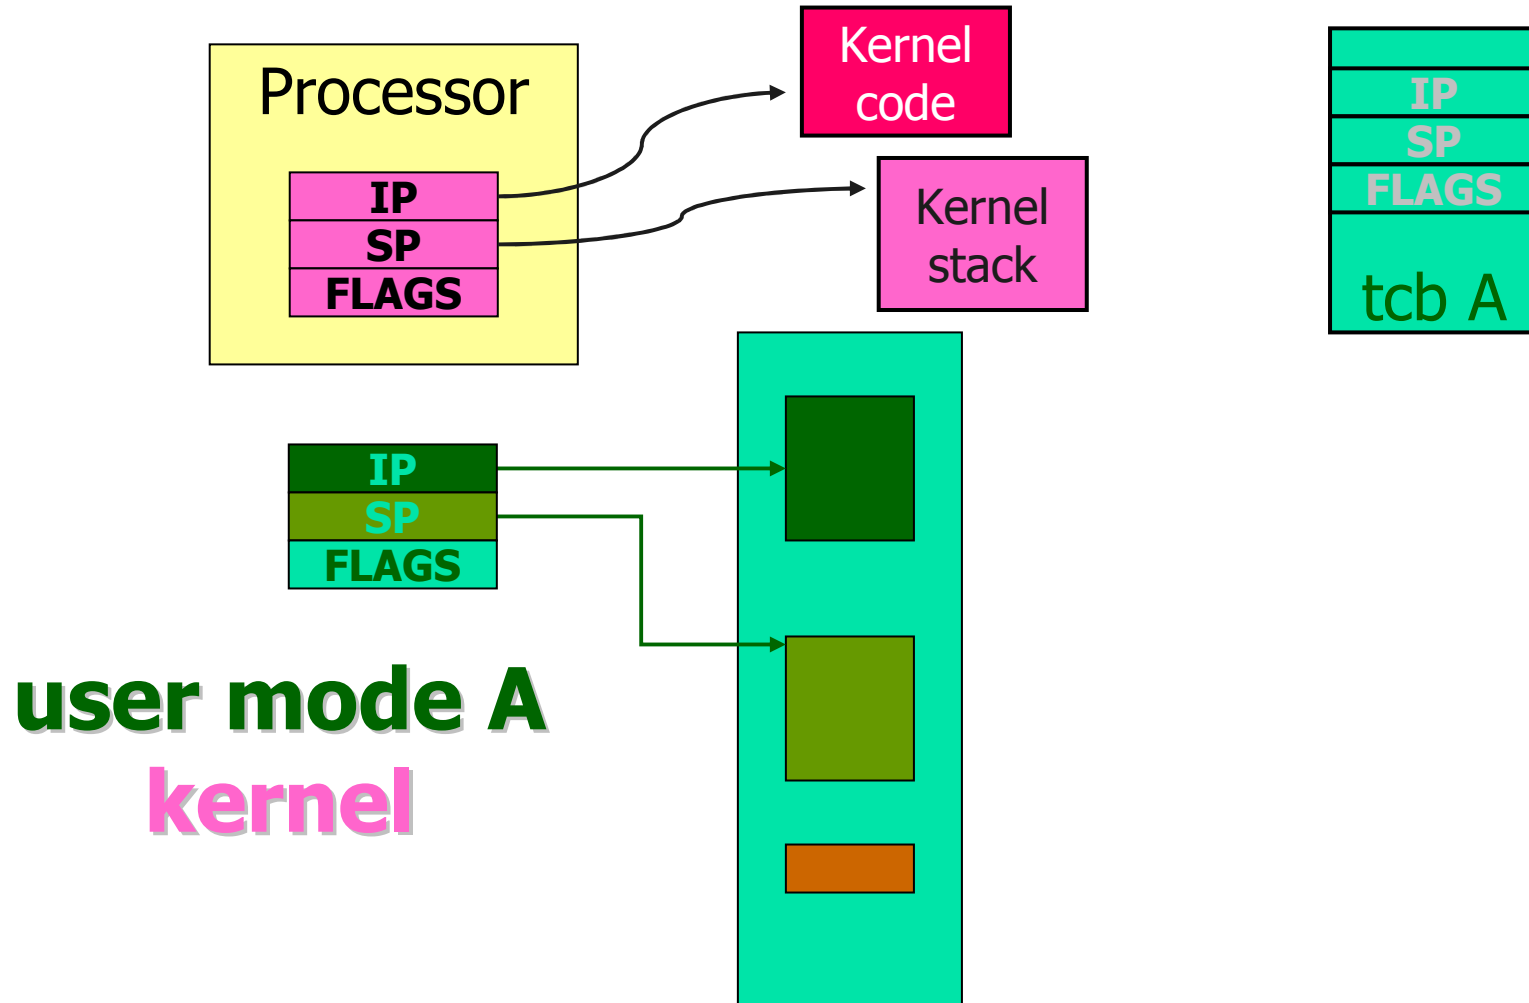 Processor
IP
SP
FLAGS
Kernel
code
Kernel
stack
IP
SP
FLAGS
tcb A
IP
SP
FLAGS
user mode A
kernel